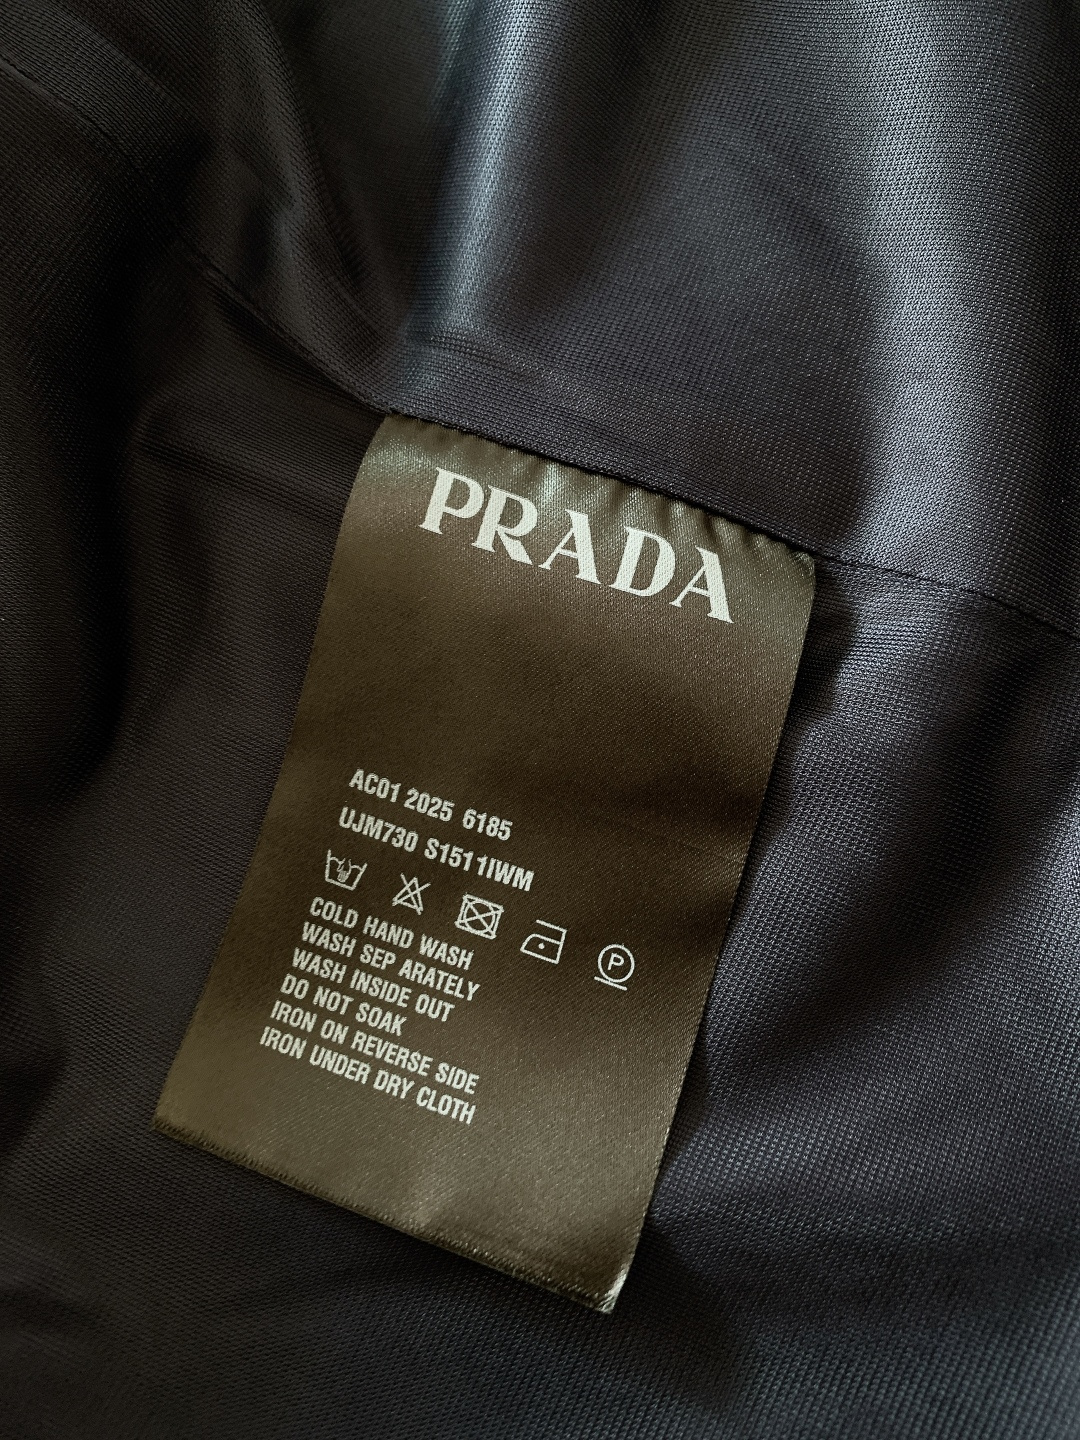 PRADA
AC01 2025 6185
UJM730 S1511IWM
P
COLD HAND WASH
WASH SEP ARATELY
WASH INSIDE OUT
DO NOT SOAK
IRON ON REVERSE SIDE
IRON UNDER DRY CLOTH